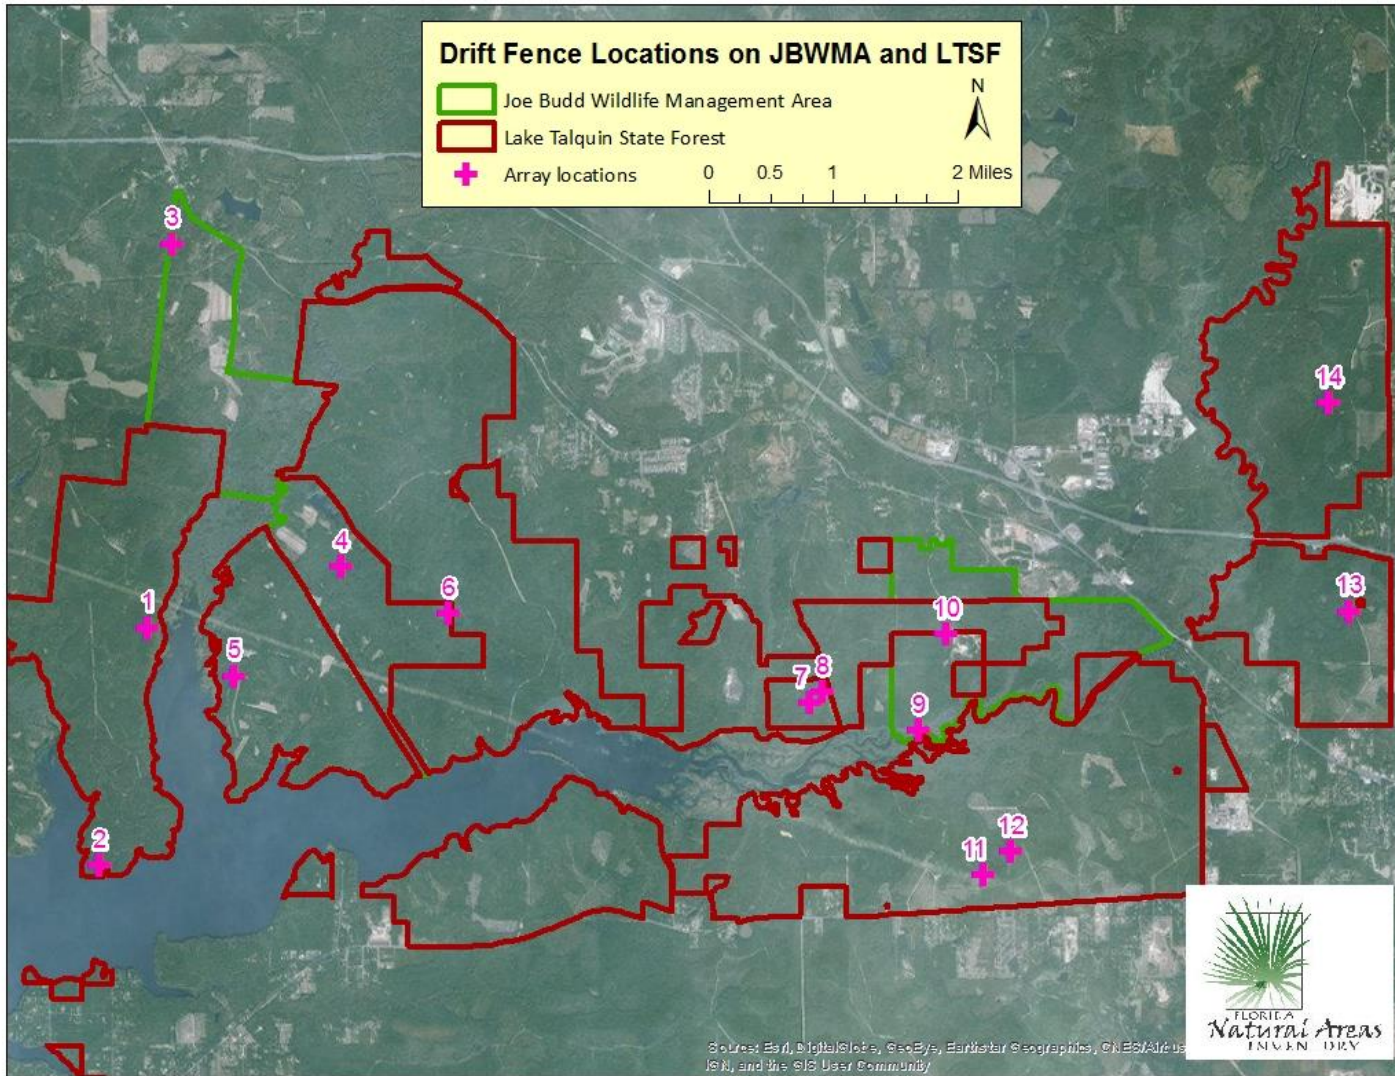 Drift Fence Locations on JBWMA and LTSF
Joe Budd Wildlife Management Area
N
Lake Talquin State Forest
Array locations
0 0.5 1 2 Miles
3
14
4
6
13
1
10
5
8
7
9
12
11
2
FLORIDA
Natural Areas
INVENTORY
Source: Esri, DigitalGlobe, GeoEye, Earthstar Geographics, CNES/Airbus
IGN, and the GIS User Community